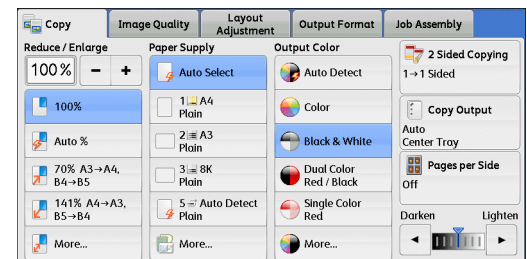 Copy
Image Quality
Layout
Adjustment
Output Format
Job Assembly
Reduce / Enlarge
100 %
−
+
100%
Auto %
70% A3→A4,
B4→B5
141% A4→A3,
B5→B4
More...
Paper Supply
Auto Select
1 A4
Plain
2 A3
Plain
3 8K
Plain
5 Auto Detect
Plain
More...
Output Color
Auto Detect
Color
Black & White
Dual Color
Red / Black
Single Color
Red
More...
2 Sided Copying
1→1 Sided
Copy Output
Auto
Center Tray
Pages per Side
Off
Darken
Lighten